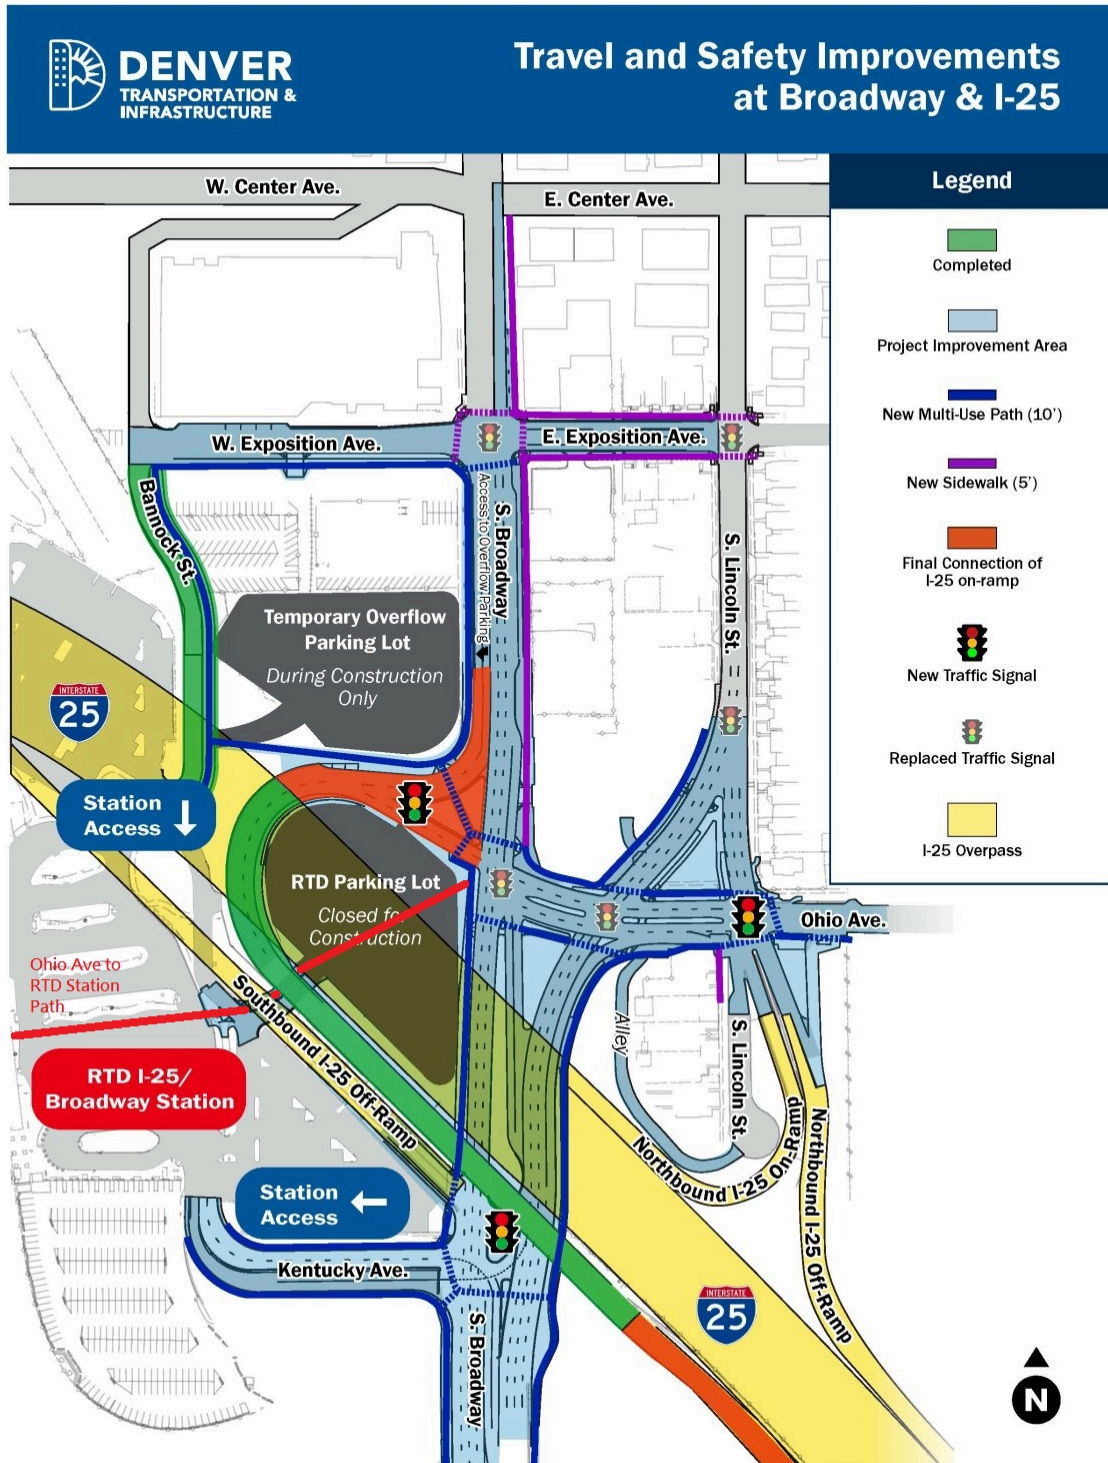 DENVER
TRANSPORTATION &
INFRASTRUCTURE
Travel and Safety Improvements
at Broadway & I-25
Legend
Completed
Project Improvement Area
New Multi-Use Path (10')
New Sidewalk (5')
Final Connection of
I-25 on-ramp
New Traffic Signal
Replaced Traffic Signal
I-25 Overpass
W. Center Ave.
E. Center Ave.
W. Exposition Ave.
E. Exposition Ave.
Bannock St.
Access to Overflow Parking
S. Broadway
S. Lincoln St.
Temporary Overflow
Parking Lot
During Construction
Only
INTERSTATE
25
Station
Access
RTD Parking Lot
Closed for
Construction
Ohio Ave.
Ohio Ave to
RTD Station
Path
Southbound I-25 Off-Ramp
Alley
S. Lincoln St.
RTD I-25/
Broadway Station
Northbound I-25 On-Ramp
Northbound I-25 Off-Ramp
Station
Access
Kentucky Ave.
INTERSTATE
25
S. Broadway
N